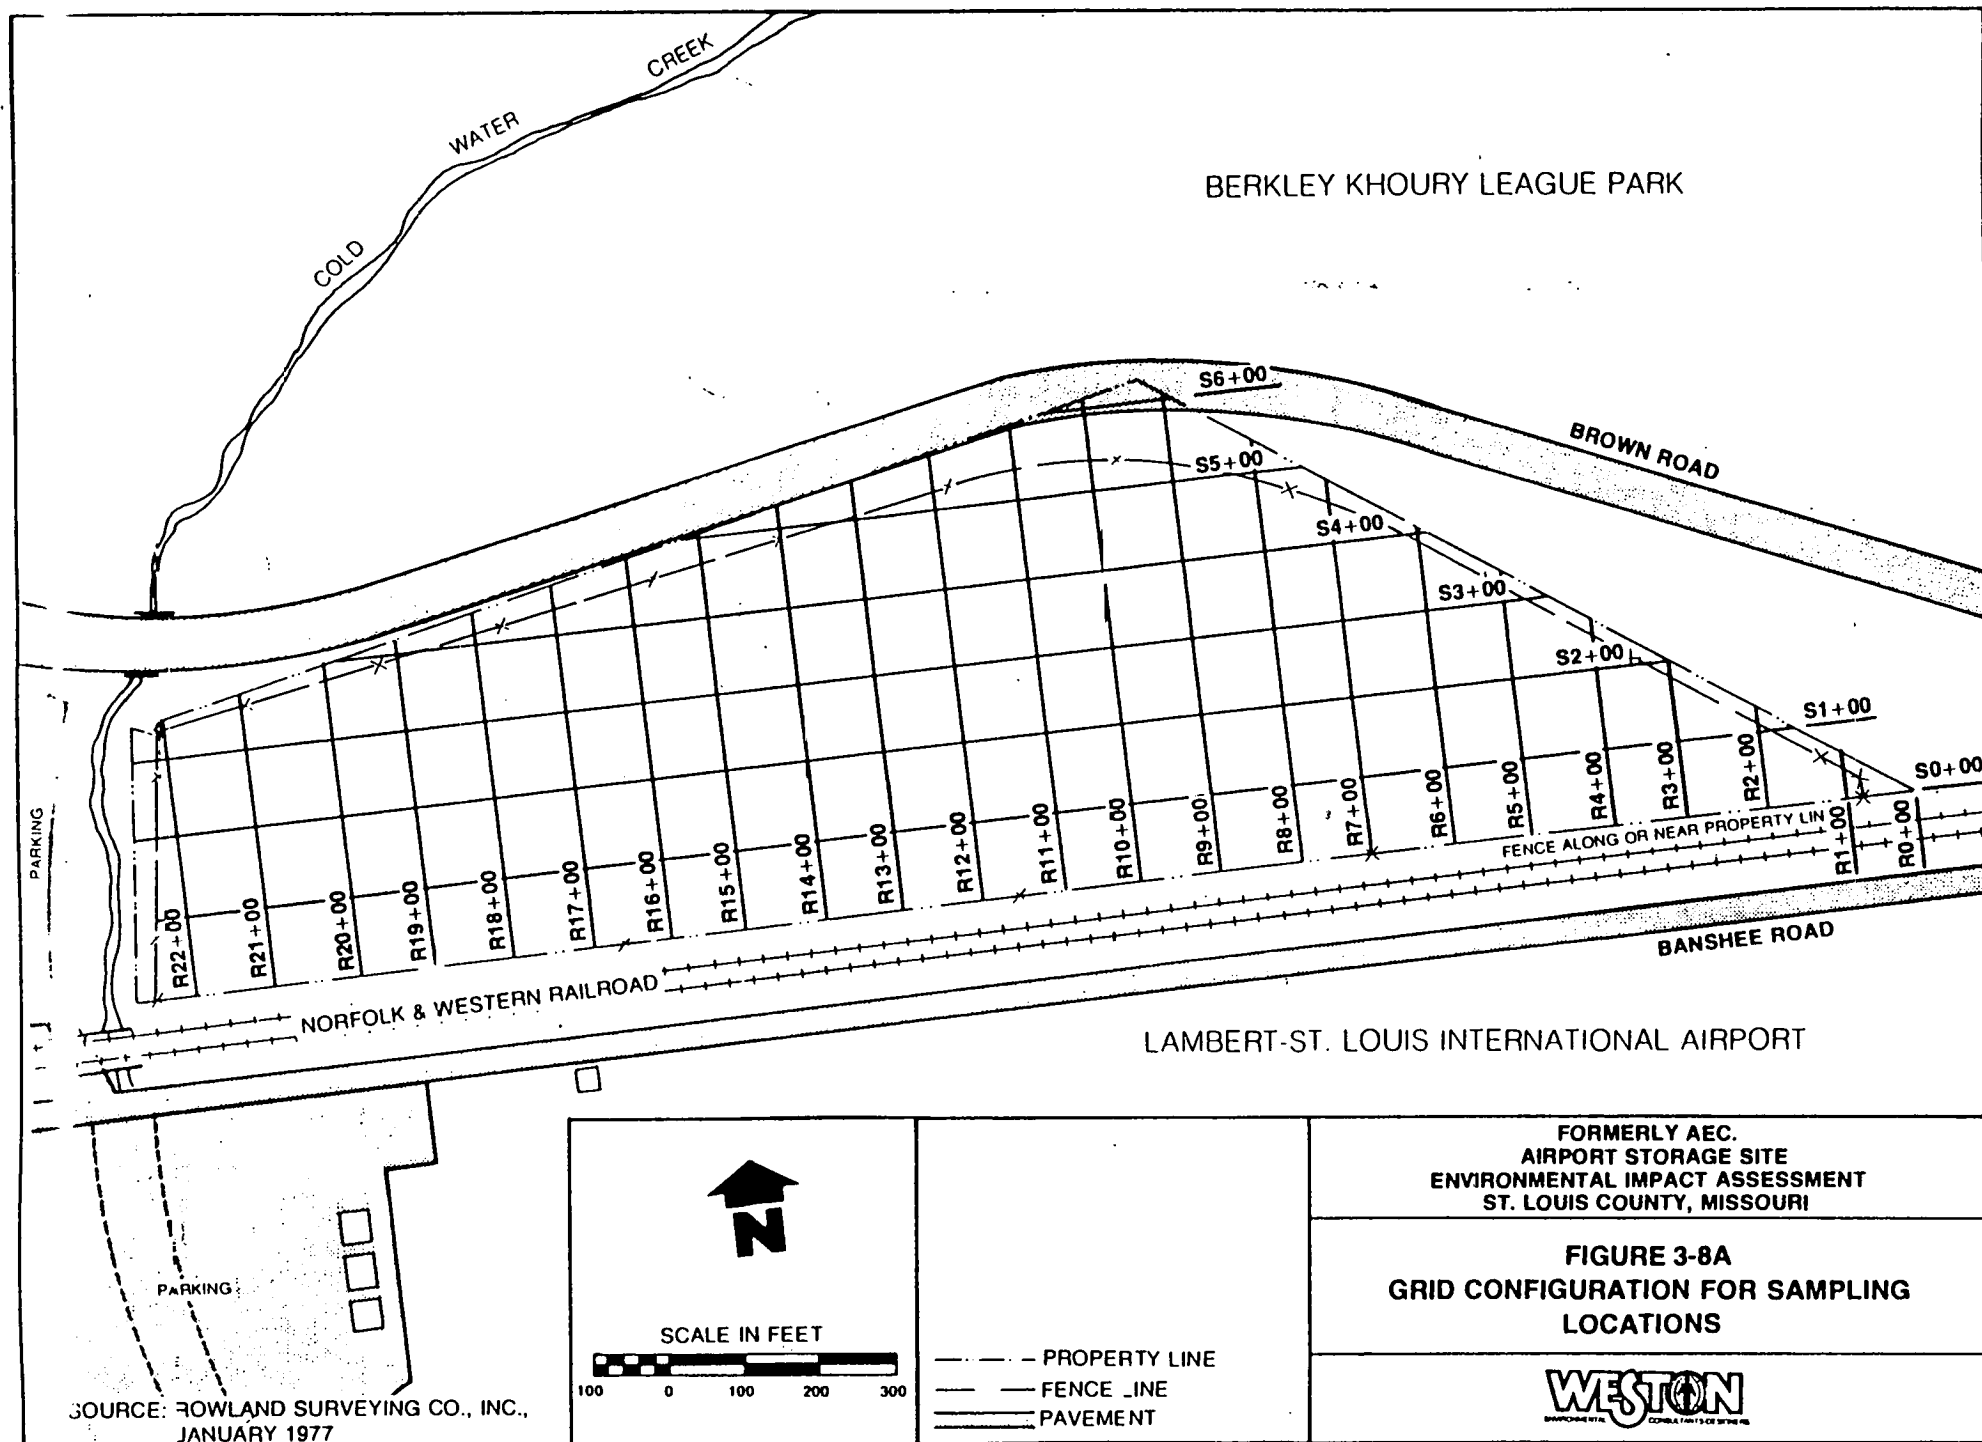 CREEK
WATER
COLD
BERKLEY KHOURY LEAGUE PARK
S6+00
BROWN ROAD
S5+00
S4+00
S3+00
S2+00
S1+00
S0+00
PARKING
R22+00
R21+00
R20+00
R19+00
R18+00
R17+00
R16+00
R15+00
R14+00
R13+00
R12+00
R11+00
R10+00
R9+00
R8+00
R7+00
R6+00
R5+00
R4+00
R3+00
R2+00
R1+00
R0+00
FENCE ALONG OR NEAR PROPERTY LIN
NORFOLK & WESTERN RAILROAD
BANSHEE ROAD
LAMBERT-ST. LOUIS INTERNATIONAL AIRPORT
PARKING
SOURCE: ROWLAND SURVEYING CO., INC.,
JANUARY 1977
N
SCALE IN FEET
100 0 100 200 300
PROPERTY LINE
FENCE LINE
PAVEMENT
FORMERLY AEC.
AIRPORT STORAGE SITE
ENVIRONMENTAL IMPACT ASSESSMENT
ST. LOUIS COUNTY, MISSOURI
FIGURE 3-8A
GRID CONFIGURATION FOR SAMPLING
LOCATIONS
WESTON